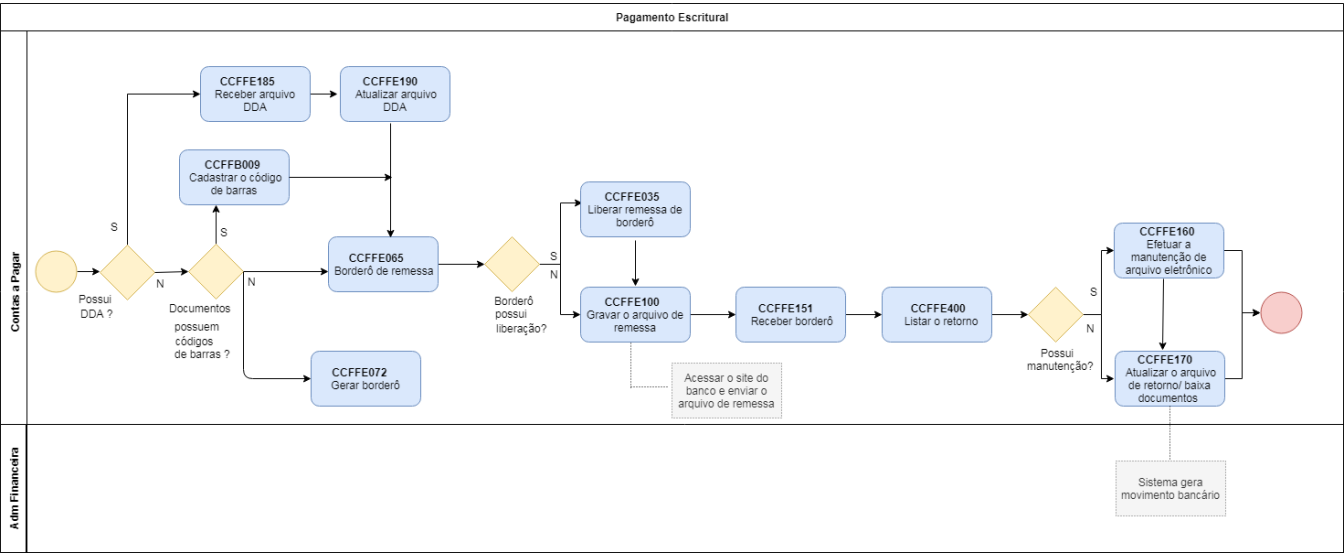 Pagamento Escritural
Contas a Pagar
CCFFE185
Receber arquivo
DDA
CCFFE190
Atualizar arquivo
DDA
CCFFB009
Cadastrar o código
de barras
S
S
Possui
DDA ?
N
Documentos
possuem
códigos
de barras ?
N
CCFFE065
Borderô de remessa
CCFFE072
Gerar borderô
Borderô
possui
liberação?
S
N
CCFFE035
Liberar remessa de
borderô
CCFFE100
Gravar o arquivo de
remessa
Acessar o site do
banco e enviar o
arquivo de remessa
CCFFE151
Receber borderô
CCFFE400
Listar o retorno
Possui
manutenção?
S
N
CCFFE160
Efetuar a
manutenção de
arquivo eletrônico
CCFFE170
Atualizar o arquivo
de retorno/ baixa
documentos
Adm Financeira
Sistema gera
movimento bancário